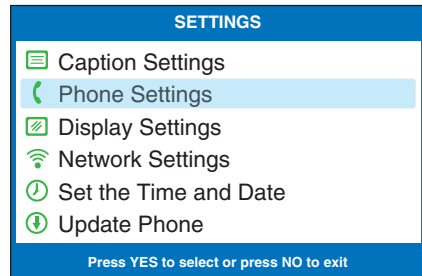 SETTINGS
Caption Settings
Phone Settings
Display Settings
Network Settings
Set the Time and Date
Update Phone
Press YES to select or press NO to exit